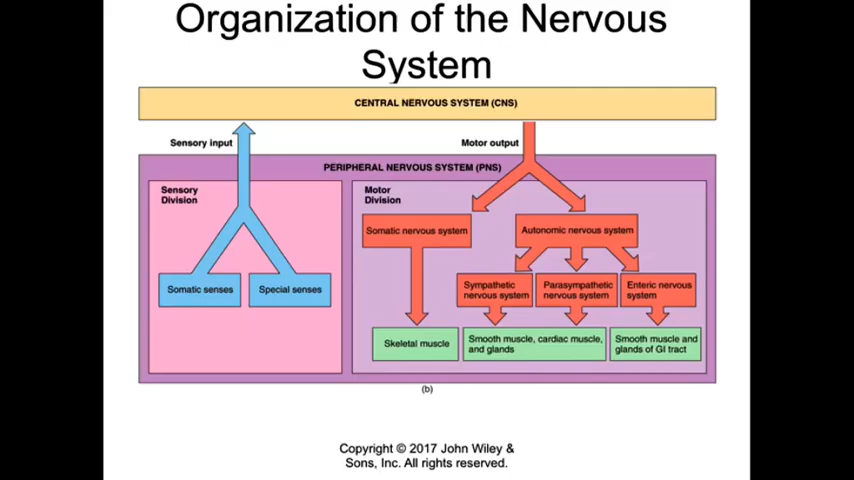 Organization of the Nervous
System
CENTRAL NERVOUS SYSTEM (CNS)
Sensory input
Motor output
PERIPHERAL NERVOUS SYSTEM (PNS)
Sensory
Division
Motor
Division
Somatic nervous system
Autonomic nervous system
Somatic senses
Special senses
Sympathetic
nervous system
Parasympathetic
nervous system
Enteric nervous
system
Skeletal muscle
Smooth muscle, cardiac muscle,
and glands
Smooth muscle and
glands of GI tract
(b)
Copyright © 2017 John Wiley &
Sons, Inc. All rights reserved.